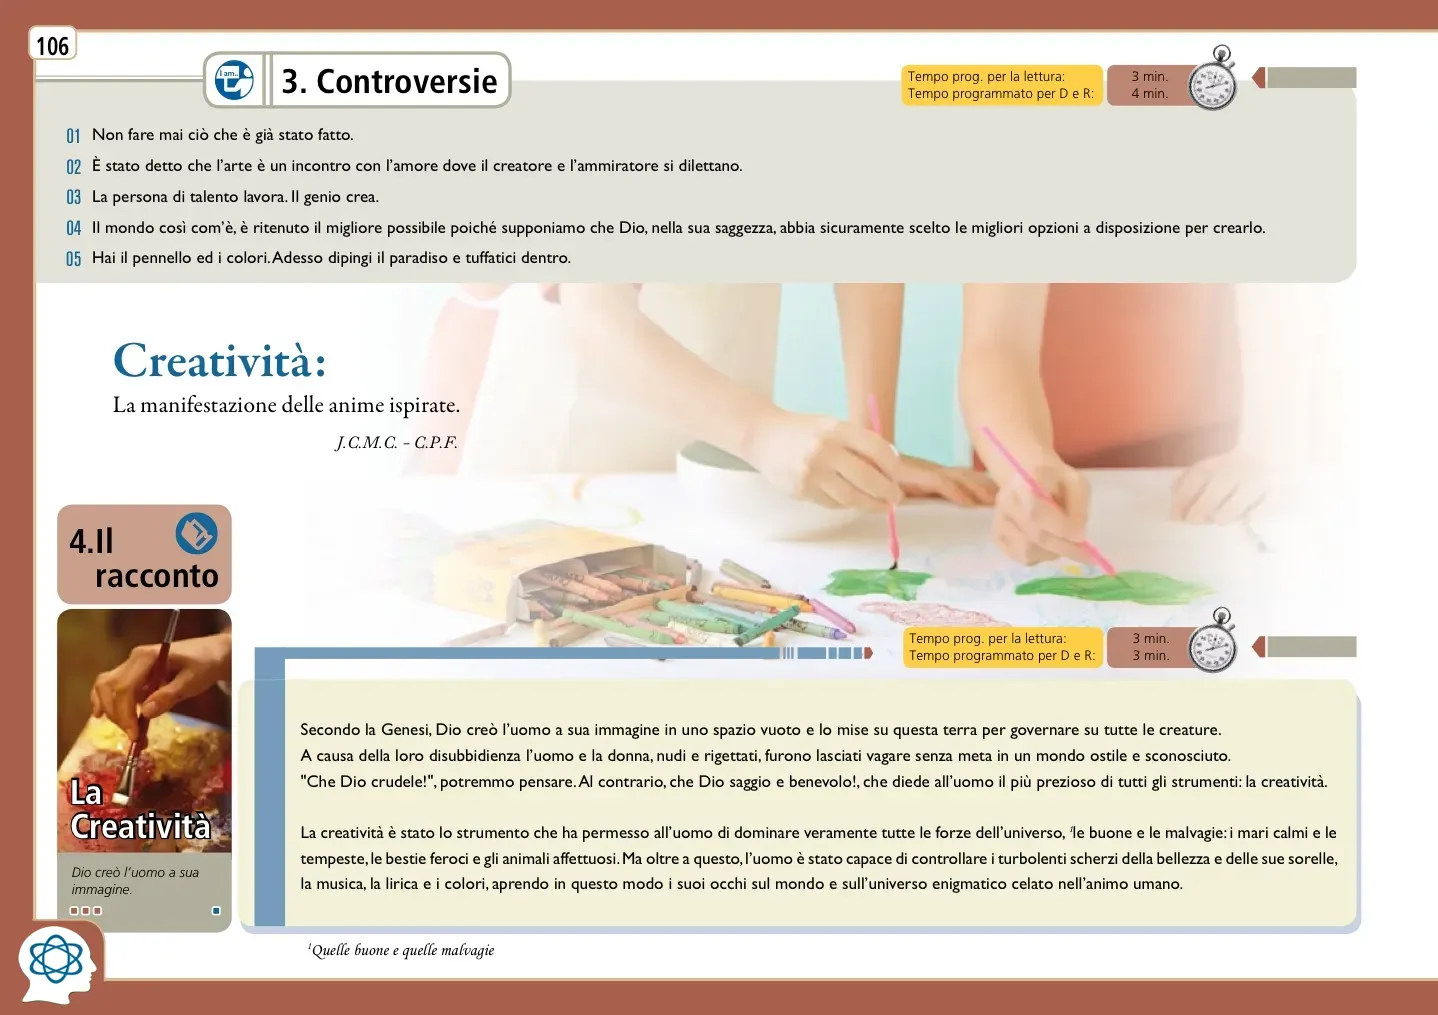 106
I am...
3. Controversie
Tempo prog. per la lettura: 3 min.
Tempo programmato per D e R: 4 min.
01 Non fare mai ciò che è già stato fatto.
02 È stato detto che l'arte è un incontro con l'amore dove il creatore e l'ammiratore si dilettano.
03 La persona di talento lavora. Il genio crea.
04 Il mondo così com'è, è ritenuto il migliore possibile poiché supponiamo che Dio, nella sua saggezza, abbia sicuramente scelto le migliori opzioni a disposizione per crearlo.
05 Hai il pennello ed i colori. Adesso dipingi il paradiso e tuffatici dentro.
Creatività:
La manifestazione delle anime ispirate.
J.C.M.C. - C.P.F.
4.Il
racconto
La
Creatività
Dio creò l'uomo a sua
immagine.
Tempo prog. per la lettura: 3 min.
Tempo programmato per D e R: 3 min.
Secondo la Genesi, Dio creò l'uomo a sua immagine in uno spazio vuoto e lo mise su questa terra per governare su tutte le creature.
A causa della loro disubbidienza l'uomo e la donna, nudi e rigettati, furono lasciati vagare senza meta in un mondo ostile e sconosciuto.
"Che Dio crudele!", potremmo pensare. Al contrario, che Dio saggio e benevolo!, che diede all'uomo il più prezioso di tutti gli strumenti: la creatività.
La creatività è stato lo strumento che ha permesso all'uomo di dominare veramente tutte le forze dell'universo, ¹le buone e le malvagie: i mari calmi e le
tempeste, le bestie feroci e gli animali affettuosi. Ma oltre a questo, l'uomo è stato capace di controllare i turbolenti scherzi della bellezza e delle sue sorelle,
la musica, la lirica e i colori, aprendo in questo modo i suoi occhi sul mondo e sull'universo enigmatico celato nell'animo umano.
¹Quelle buone e quelle malvagie